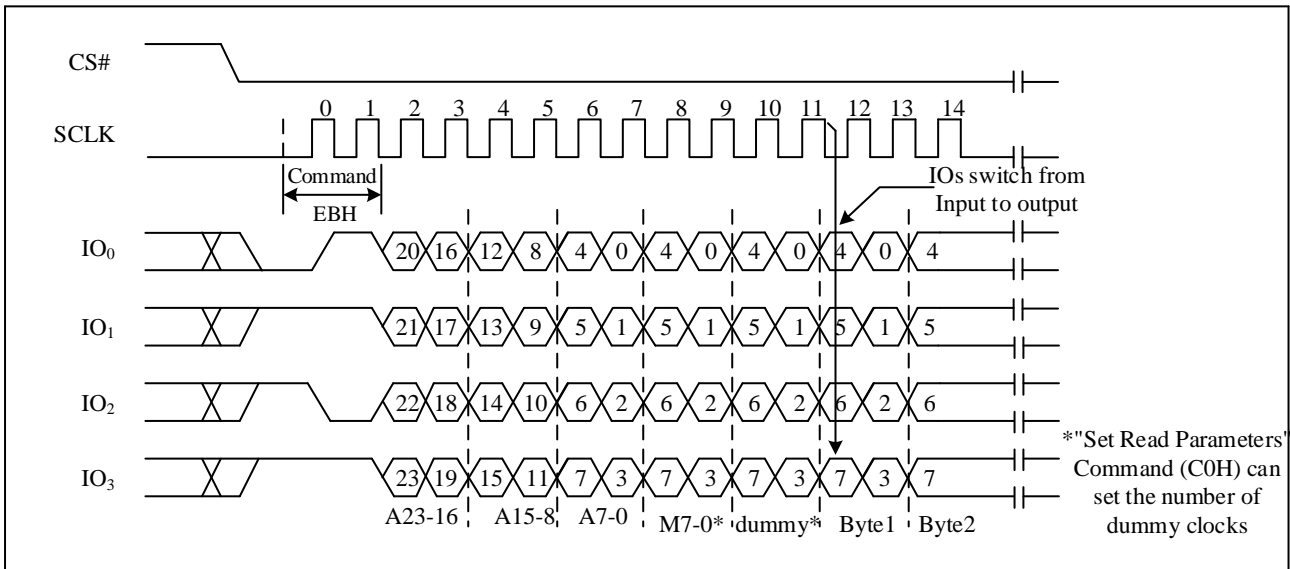 CS#
0 1 2 3 4 5 6 7 8 9 10 11 12 13 14
SCLK
Command
EBH
IOs switch from
Input to output
IO0 20 16 12 8 4 0 4 0 4 0 4 0 4
IO1 21 17 13 9 5 1 5 1 5 1 5 1 5
IO2 22 18 14 10 6 2 6 2 6 2 6 2 6
IO3 23 19 15 11 7 3 7 3 7 3 7 3 7
A23-16 A15-8 A7-0 M7-0* dummy* Byte1 Byte2
*"Set Read Parameters"
Command (C0H) can
set the number of
dummy clocks